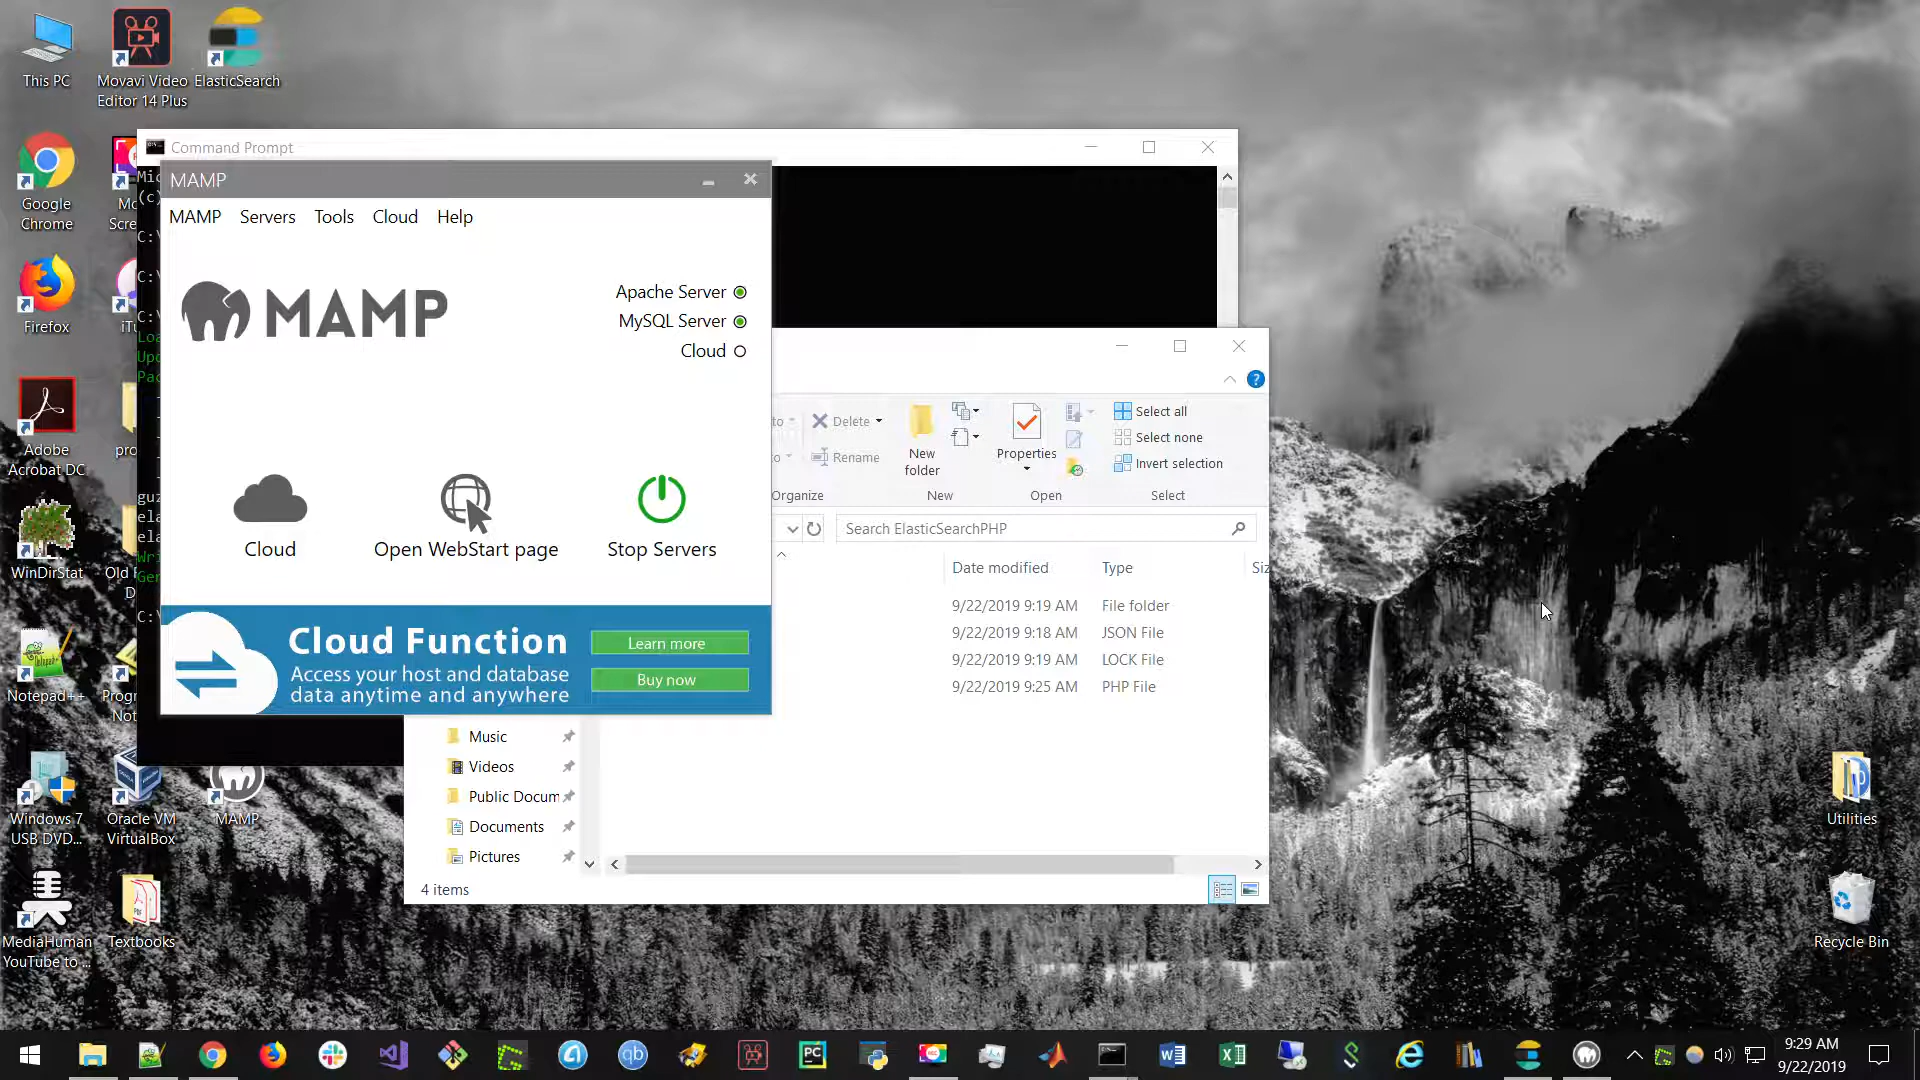 This PC
Movavi Video
Editor 14 Plus
ElasticSearch
Google
Chrome
Firefox
Adobe
Acrobat DC
WinDirStat
Notepad++
Windows 7
USB DVD...
Oracle VM
VirtualBox
MAMP
MediaHuman
YouTube to ...
Textbooks
Command Prompt
MAMP
MAMP Servers Tools Cloud Help
MAMP
Apache Server
MySQL Server
Cloud
Cloud
Open WebStart page
Stop Servers
Cloud Function
Access your host and database
data anytime and anywhere
Learn more
Buy now
Delete
Rename
Organize
New
folder
New
Properties
Open
Select all
Select none
Invert selection
Select
Search ElasticSearchPHP
Date modified Type
9/22/2019 9:19 AM File folder
9/22/2019 9:18 AM JSON File
9/22/2019 9:19 AM LOCK File
9/22/2019 9:25 AM PHP File
Music
Videos
Public Docum
Documents
Pictures
4 items
Utilities
Recycle Bin
9:29 AM
9/22/2019